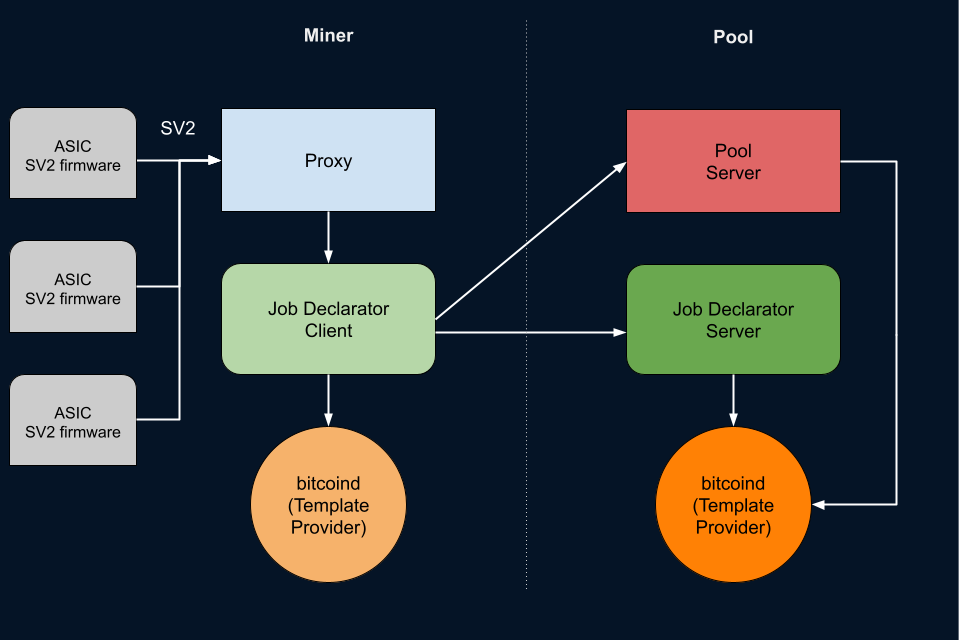 Miner
Pool
ASIC
SV2 firmware
SV2
Proxy
Pool
Server
ASIC
SV2 firmware
Job Declarator
Client
Job Declarator
Server
ASIC
SV2 firmware
bitcoind
(Template
Provider)
bitcoind
(Template
Provider)